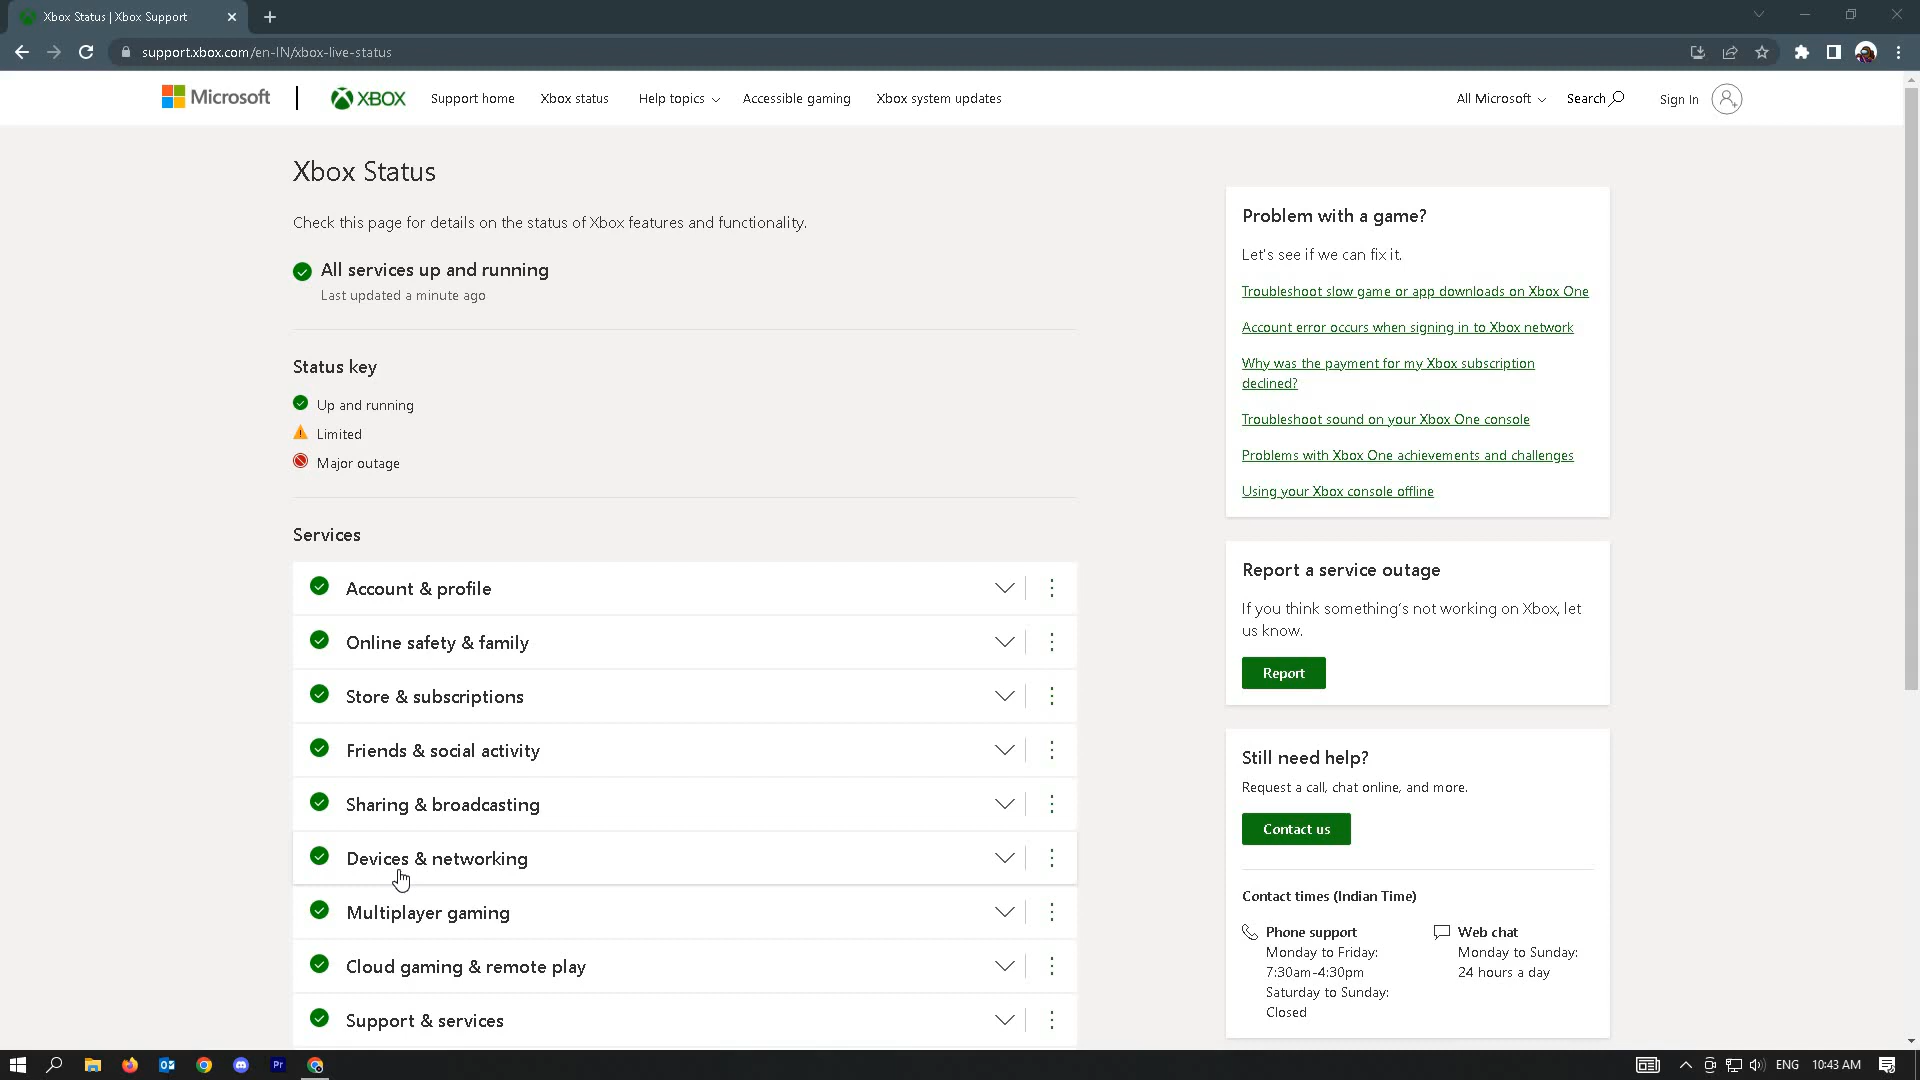 Xbox Status | Xbox Support
support.xbox.com/en-IN/xbox-live-status
Microsoft
XBOX
Support home
Xbox status
Help topics
Accessible gaming
Xbox system updates
All Microsoft
Search
Sign In
Xbox Status
Check this page for details on the status of Xbox features and functionality.
All services up and running
Last updated a minute ago
Status key
Up and running
Limited
Major outage
Services
Account & profile
Online safety & family
Store & subscriptions
Friends & social activity
Sharing & broadcasting
Devices & networking
Multiplayer gaming
Cloud gaming & remote play
Support & services
Problem with a game?
Let's see if we can fix it.
Troubleshoot slow game or app downloads on Xbox One
Account error occurs when signing in to Xbox network
Why was the payment for my Xbox subscription
declined?
Troubleshoot sound on your Xbox One console
Problems with Xbox One achievements and challenges
Using your Xbox console offline
Report a service outage
If you think something's not working on Xbox, let
us know.
Report
Still need help?
Request a call, chat online, and more.
Contact us
Contact times (Indian Time)
Phone support
Monday to Friday:
7:30am-4:30pm
Saturday to Sunday:
Closed
Web chat
Monday to Sunday:
24 hours a day
Pr
ENG
10:43 AM